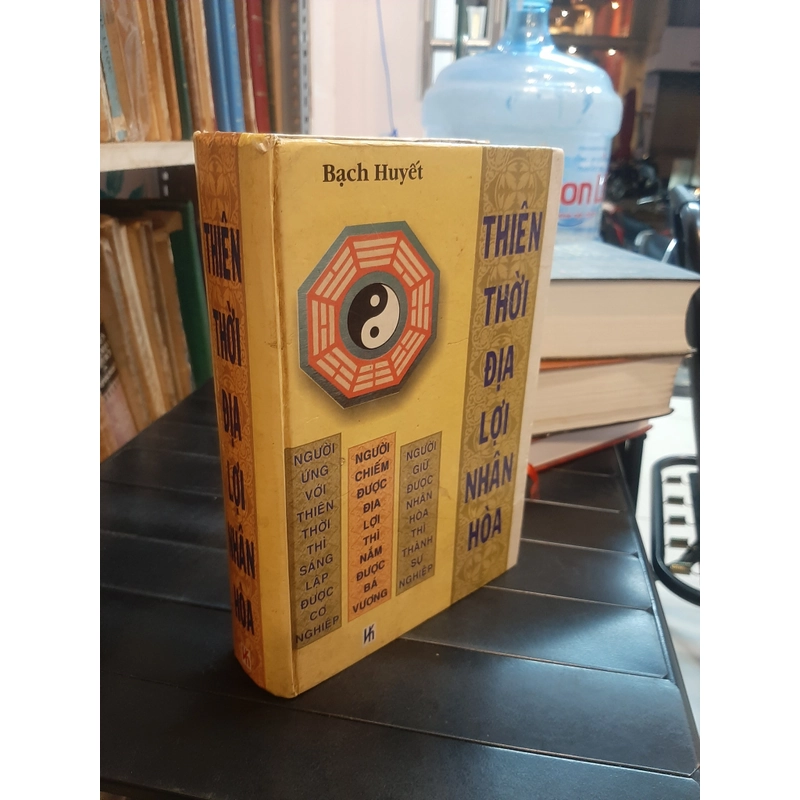 THIÊN
THỜI
ĐỊA
LỢI
NHÂN
HÒA
Bạch Huyết
THIÊN
THỜI
ĐỊA
LỢI
NHÂN
HÒA
NGƯỜI
ỨNG
VỚI
THIÊN
THỜI
THÌ
SÁNG
LẬP
ĐƯỢC
CƠ
NGHIỆP
NGƯỜI
CHIẾM
ĐƯỢC
ĐỊA
LỢI
THÌ
NẮM
ĐƯỢC
BÁ
VƯƠNG
NGƯỜI
GIỮ
ĐƯỢC
NHÂN
HÒA
THÌ
THÀNH
SỰ
NGHIỆP
on